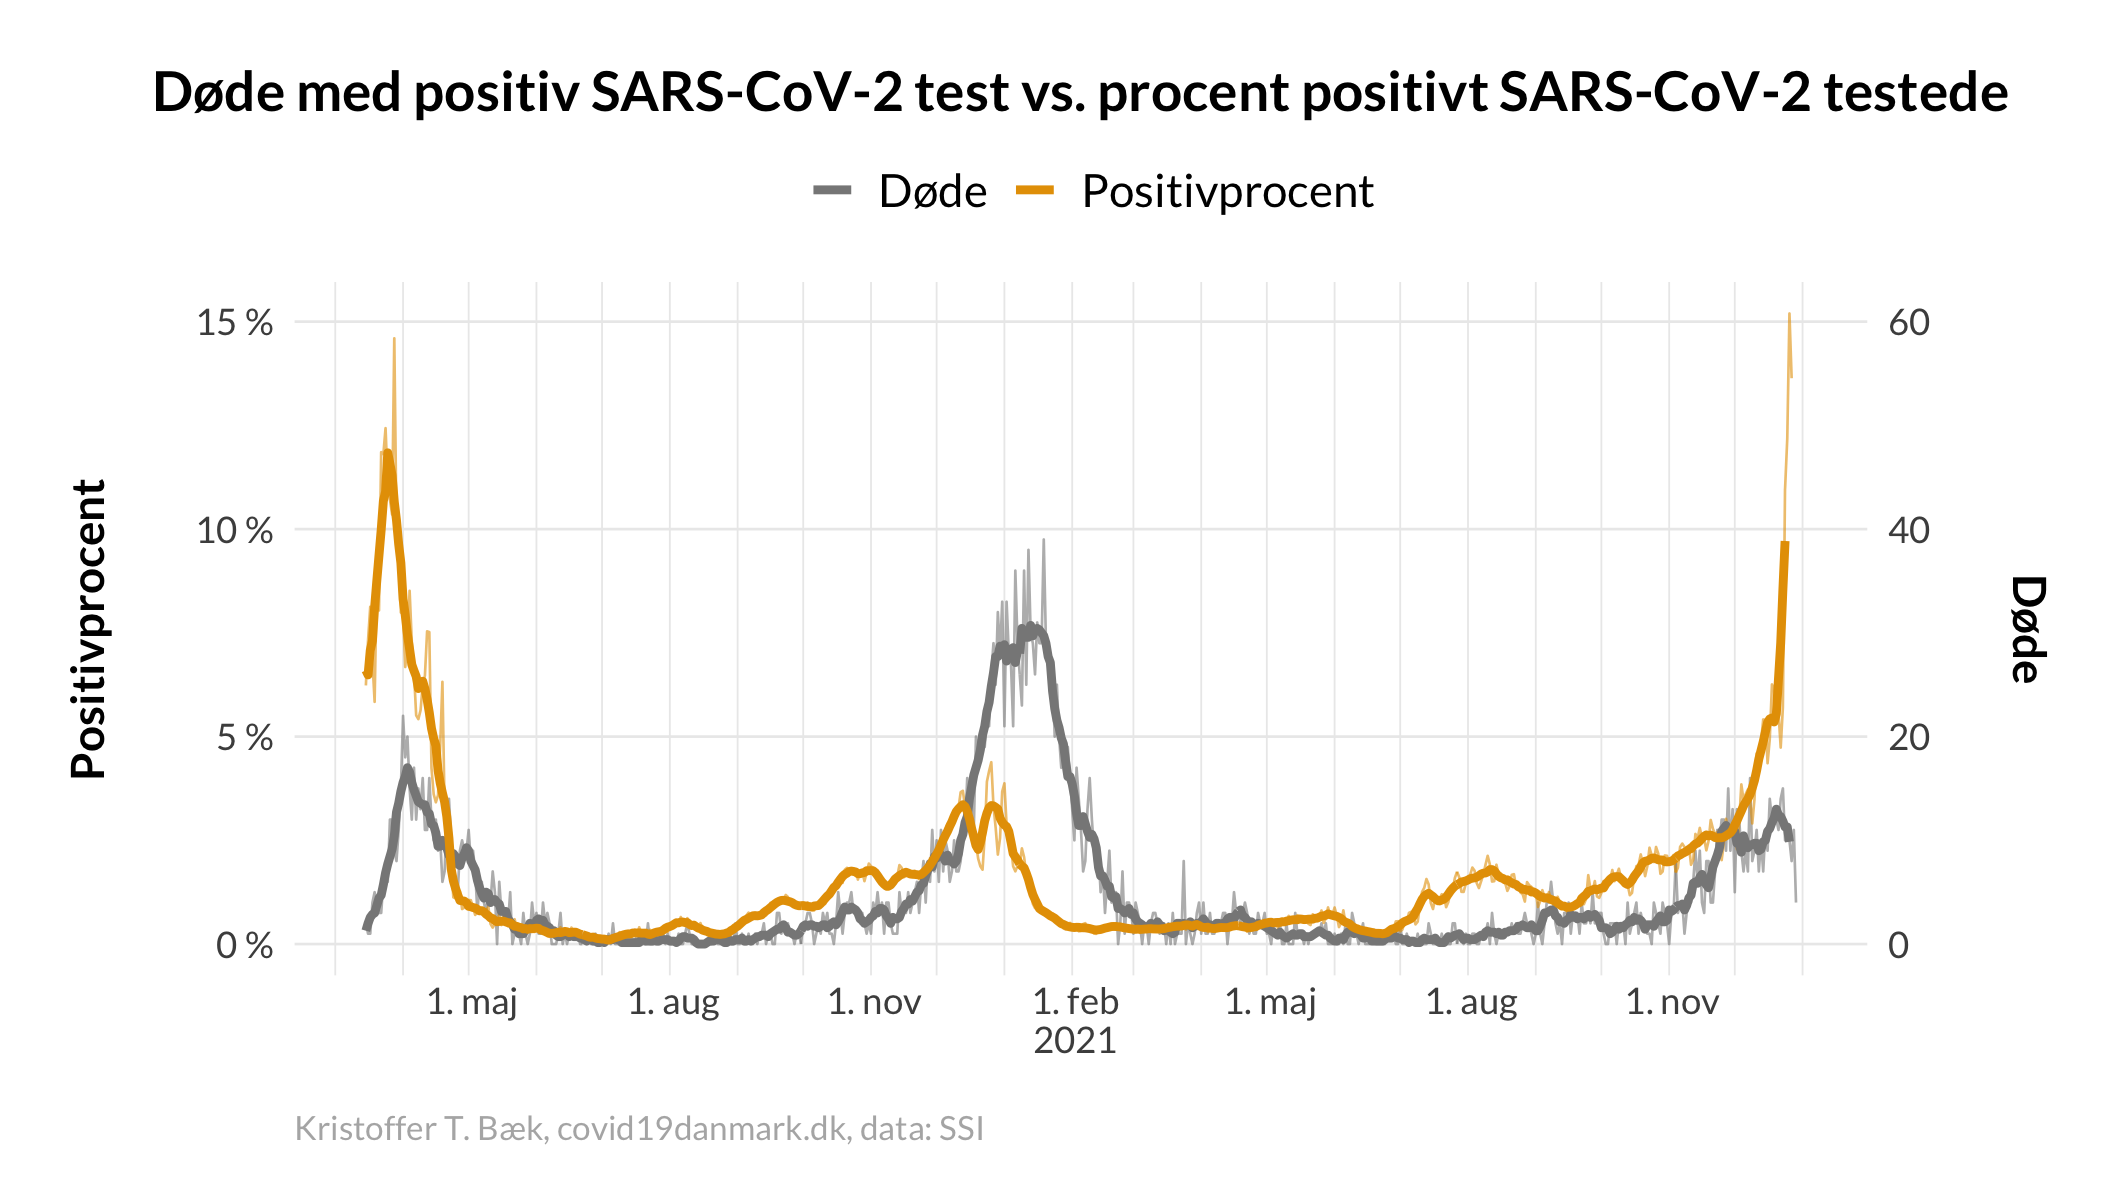 Døde med positiv SARS-CoV-2 test vs. procent positivt SARS-CoV-2 testede
Døde Positivprocent
Positivprocent
15 %
10 %
5 %
0 %
60
40
20
0
Døde
1. maj 1. aug 1. nov 1. feb 1. maj 1. aug 1. nov
2021
Kristoffer T. Bæk, covid19danmark.dk, data: SSI